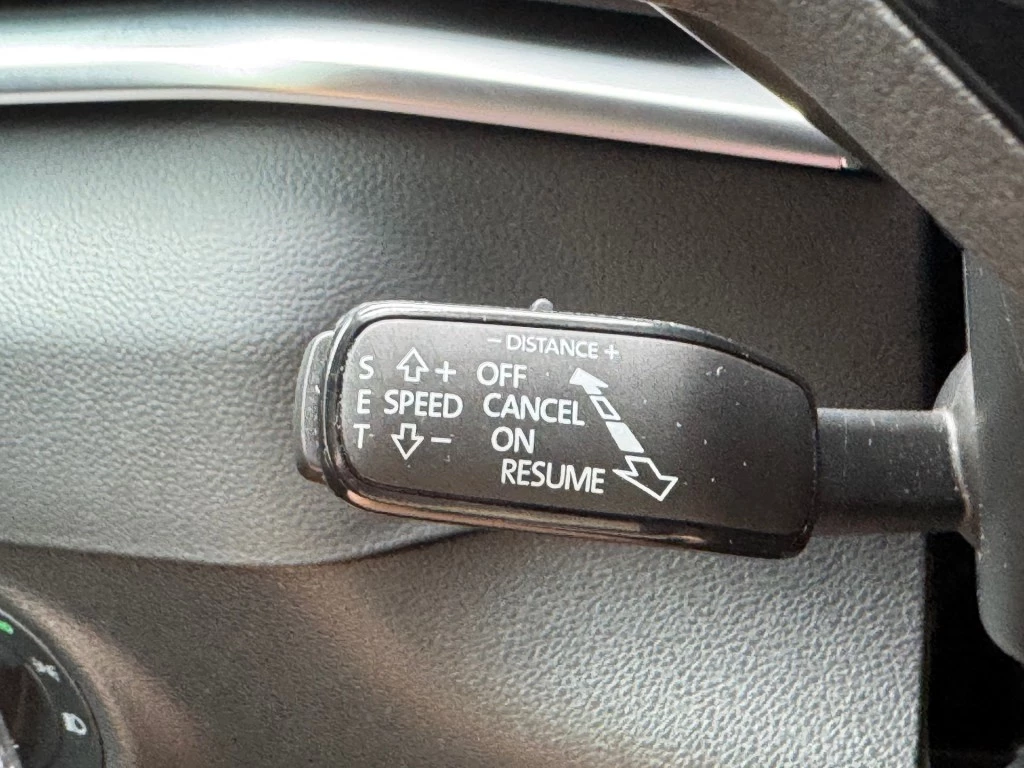 - DISTANCE +
S + OFF
E SPEED CANCEL
T - ON
RESUME